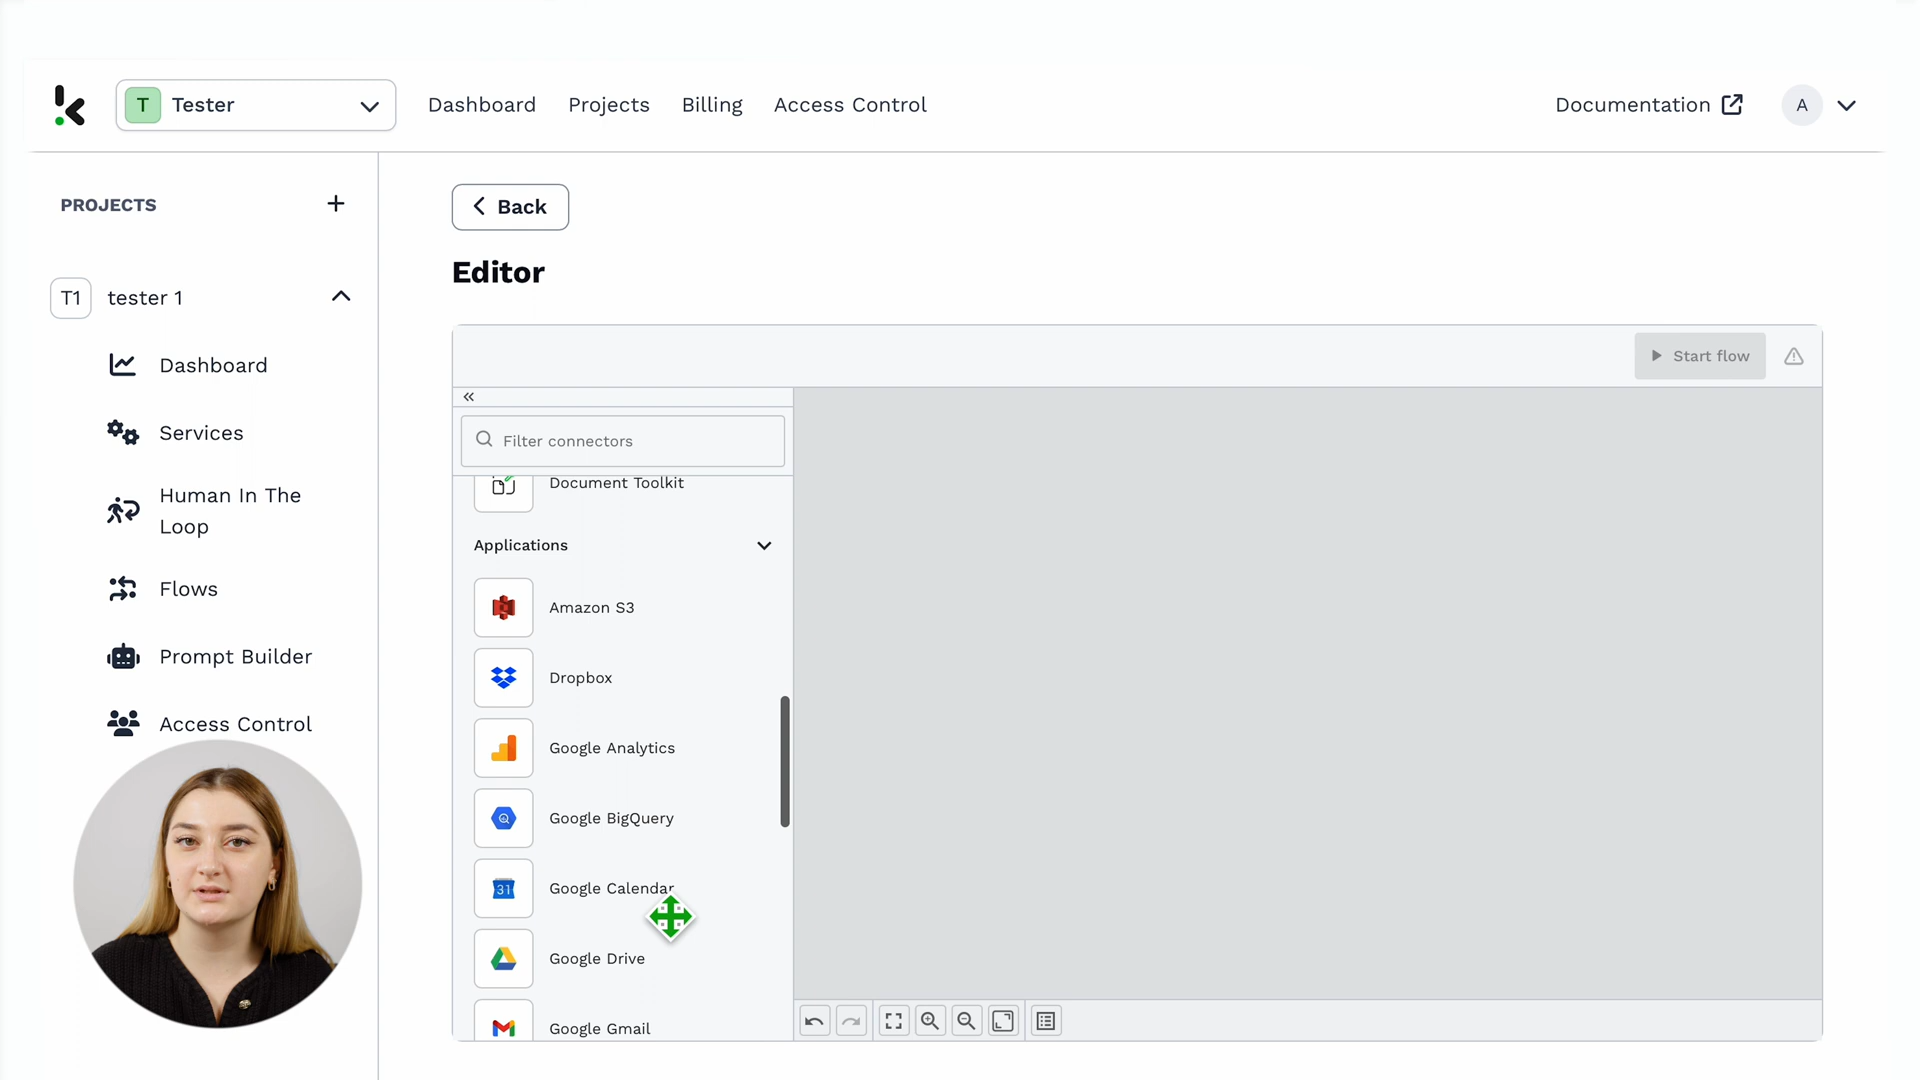 T Tester
Dashboard
Projects
Billing
Access Control
Documentation
A
PROJECTS
T1 tester 1
Dashboard
Services
Human In The
Loop
Flows
Prompt Builder
Access Control
Back
Editor
Start flow
Filter connectors
Document Toolkit
Applications
Amazon S3
Dropbox
Google Analytics
Google BigQuery
31 Google Calendar
Google Drive
Google Gmail